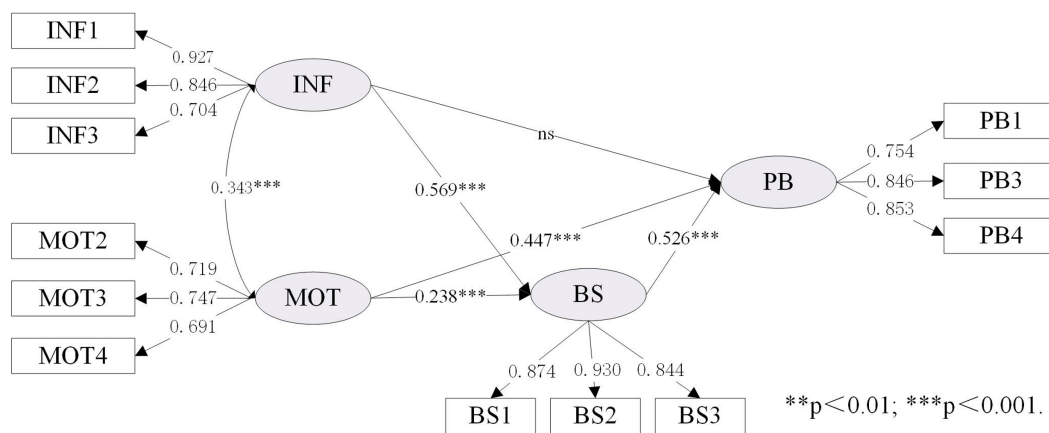 INF1
0.927
INF2
0.846
INF3
0.704
INF
ns
0.343***
0.569***
MOT2
0.719
MOT3
0.747
MOT4
0.691
MOT
0.447***
0.238***
0.526***
BS
PB
0.754
PB1
0.846
PB3
0.853
PB4
0.874
0.930
0.844
BS1
BS2
BS3
**p<0.01; ***p<0.001.